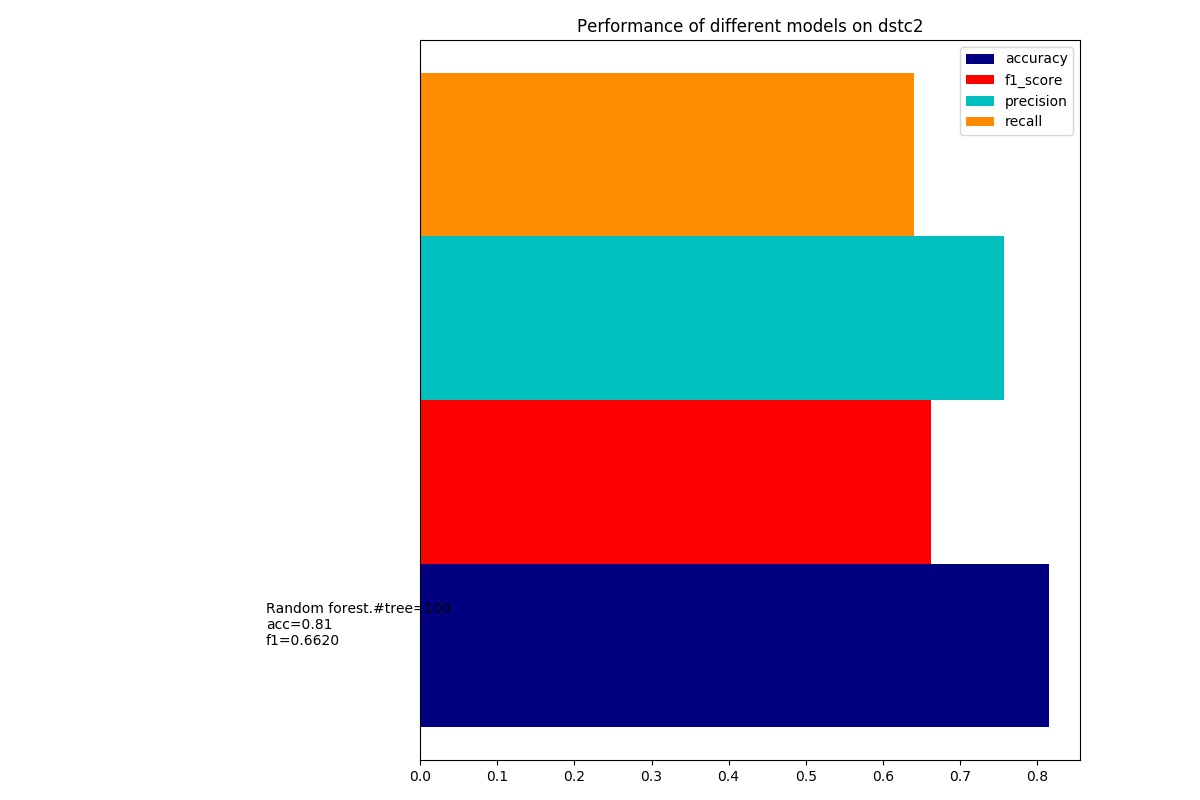 Performance of different models on dstc2
accuracy
f1_score
precision
recall
Random forest.#tree=100
acc=0.81
f1=0.6620
0.0 0.1 0.2 0.3 0.4 0.5 0.6 0.7 0.8